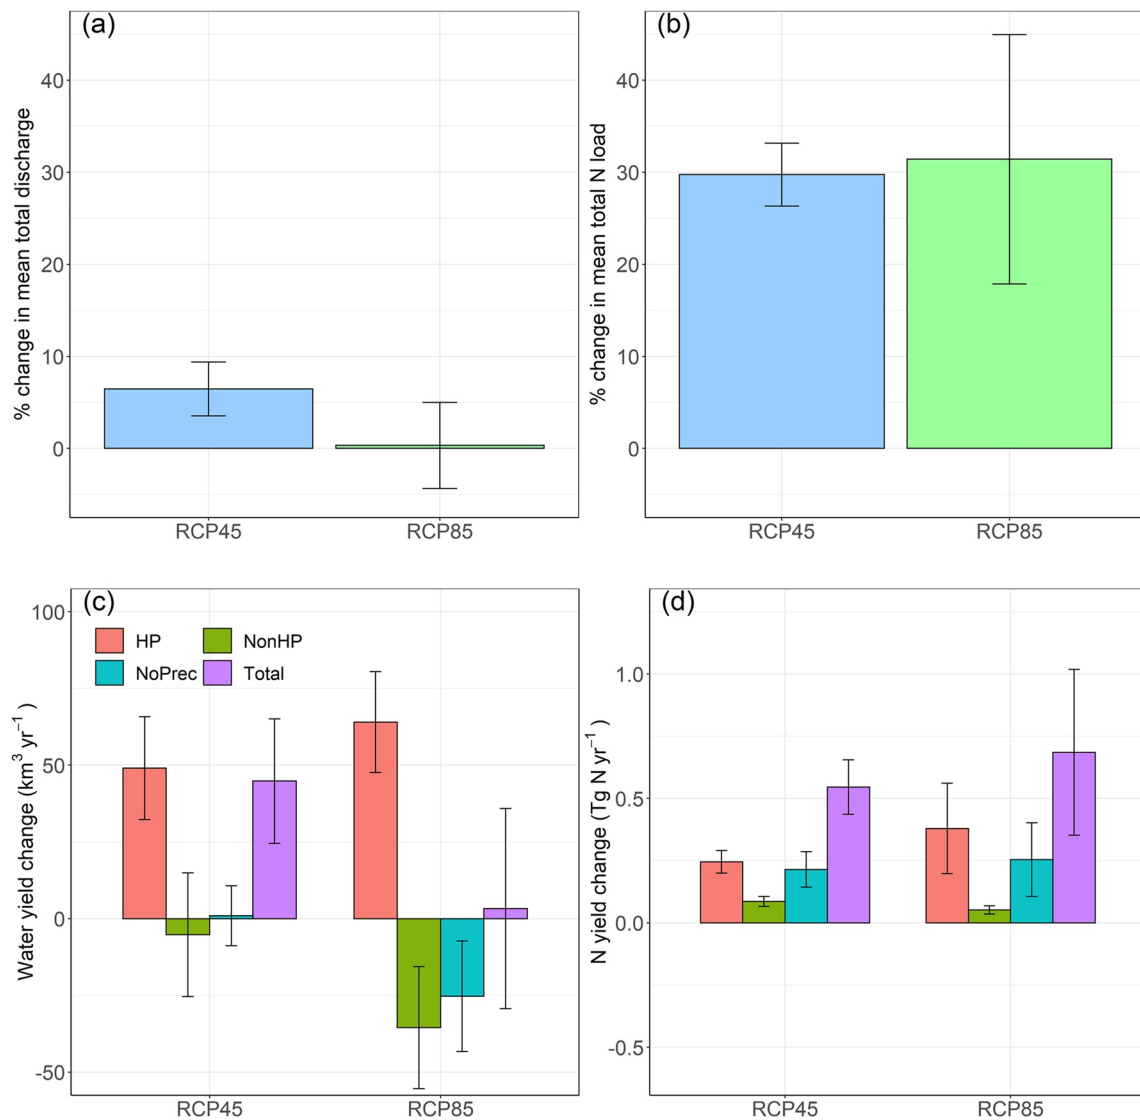 (a)
% change in mean total discharge
40
30
20
10
0
RCP45 RCP85
(b)
% change in mean total N load
40
30
20
10
0
RCP45 RCP85
(c)
HP NonHP
NoPrec Total
Water yield change (km³ yr⁻¹ )
100
50
0
-50
RCP45 RCP85
(d)
N yield change (Tg N yr⁻¹ )
1.0
0.5
0.0
-0.5
RCP45 RCP85